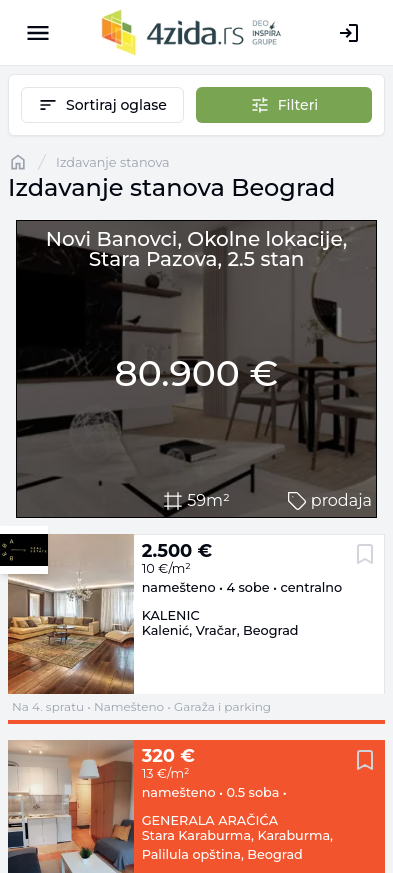 4zida.rs
DEO
INSPIRA
GRUPE
Sortiraj oglase
Filteri
/ Izdavanje stanova
Izdavanje stanova Beograd
Novi Banovci, Okolne lokacije,
Stara Pazova, 2.5 stan
80.900 €
59m²
prodaja
2.500 €
10 €/m²
namešteno • 4 sobe • centralno
KALENIC
Kalenić, Vračar, Beograd
Na 4. spratu • Namešteno • Garaža i parking
320 €
13 €/m²
namešteno • 0.5 soba •
GENERALA ARAČIĆA
Stara Karaburma, Karaburma,
Palilula opština, Beograd